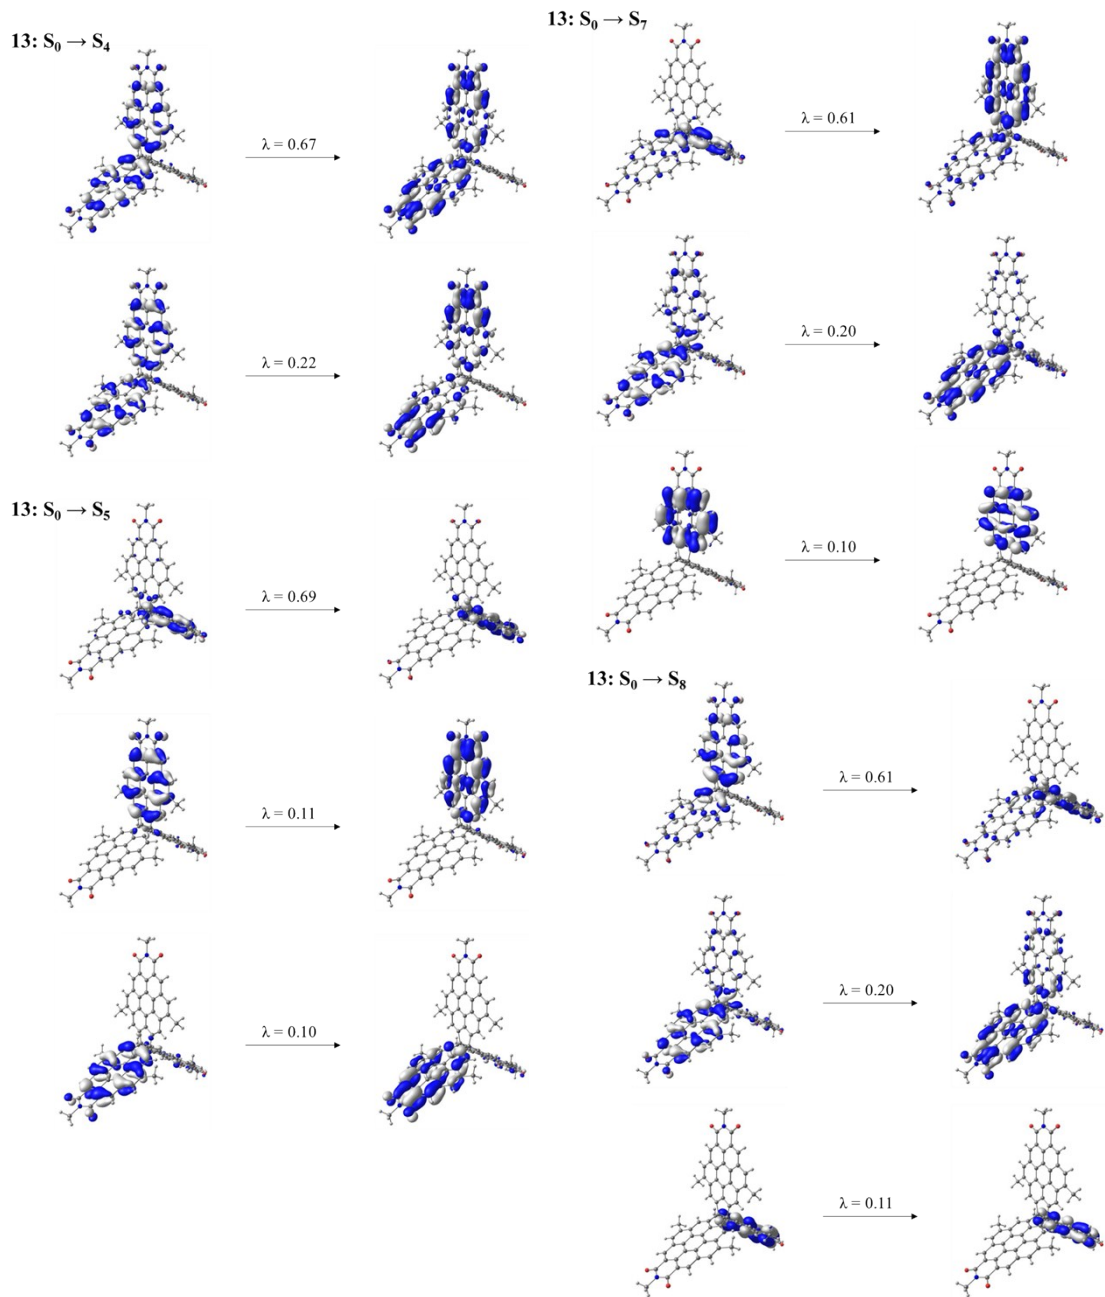 13: S₀ → S₄
λ = 0.67
λ = 0.22
13: S₀ → S₅
λ = 0.69
λ = 0.11
λ = 0.10
13: S₀ → S₇
λ = 0.61
λ = 0.20
λ = 0.10
13: S₀ → S₈
λ = 0.61
λ = 0.20
λ = 0.11